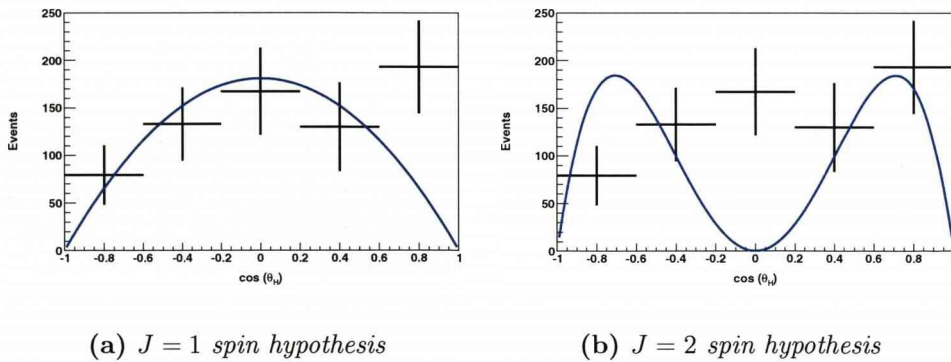 250
200
150
100
50
0
Events
-1 -0.8 -0.6 -0.4 -0.2 0 0.2 0.4 0.6 0.8 1
cos (θH)
250
200
150
100
50
0
Events
-1 -0.8 -0.6 -0.4 -0.2 0 0.2 0.4 0.6 0.8
cos (θH)
(a) J = 1 spin hypothesis
(b) J = 2 spin hypothesis